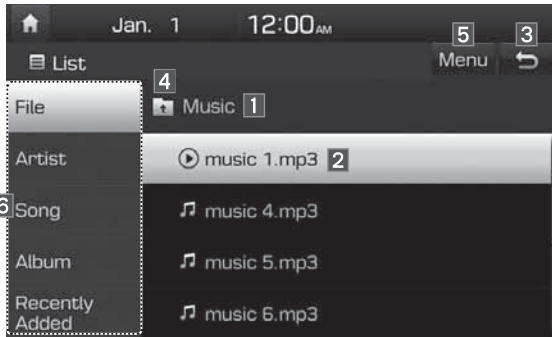 Jan. 1 12:00AM
5 3
List Menu
4
File Music 1
Artist music 1.mp3 2
6 Song music 4.mp3
Album music 5.mp3
Recently Added music 6.mp3